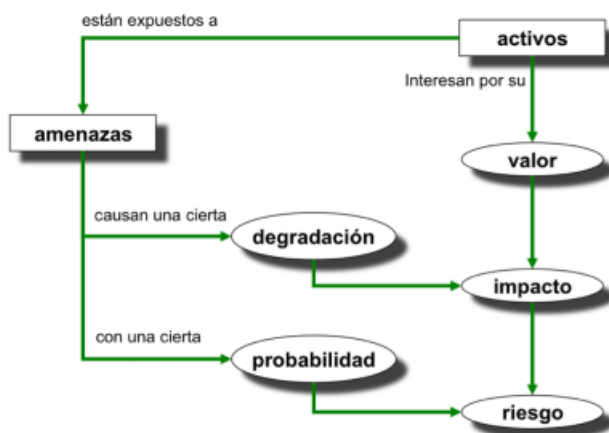 están expuestos a
activos
Interesan por su
amenazas
valor
causan una cierta
degradación
impacto
con una cierta
probabilidad
riesgo